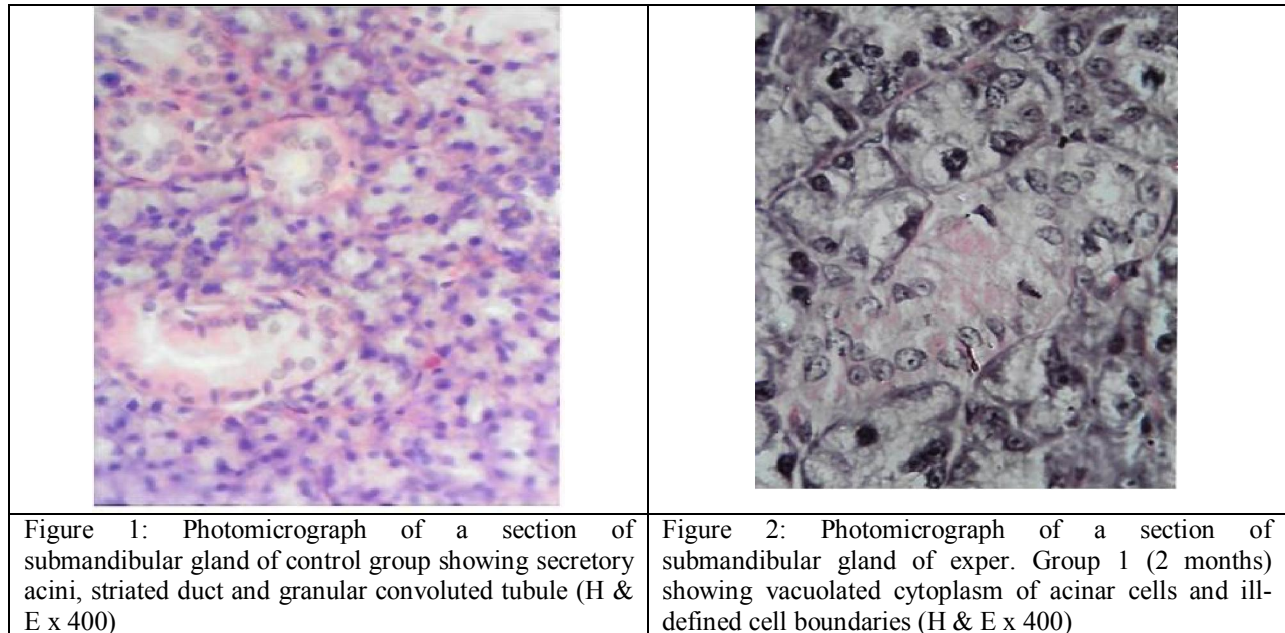 Figure 1: Photomicrograph of a section of
submandibular gland of control group showing secretory
acini, striated duct and granular convoluted tubule (H &
E x 400)
Figure 2: Photomicrograph of a section of
submandibular gland of exper. Group 1 (2 months)
showing vacuolated cytoplasm of acinar cells and ill-
defined cell boundaries (H & E x 400)